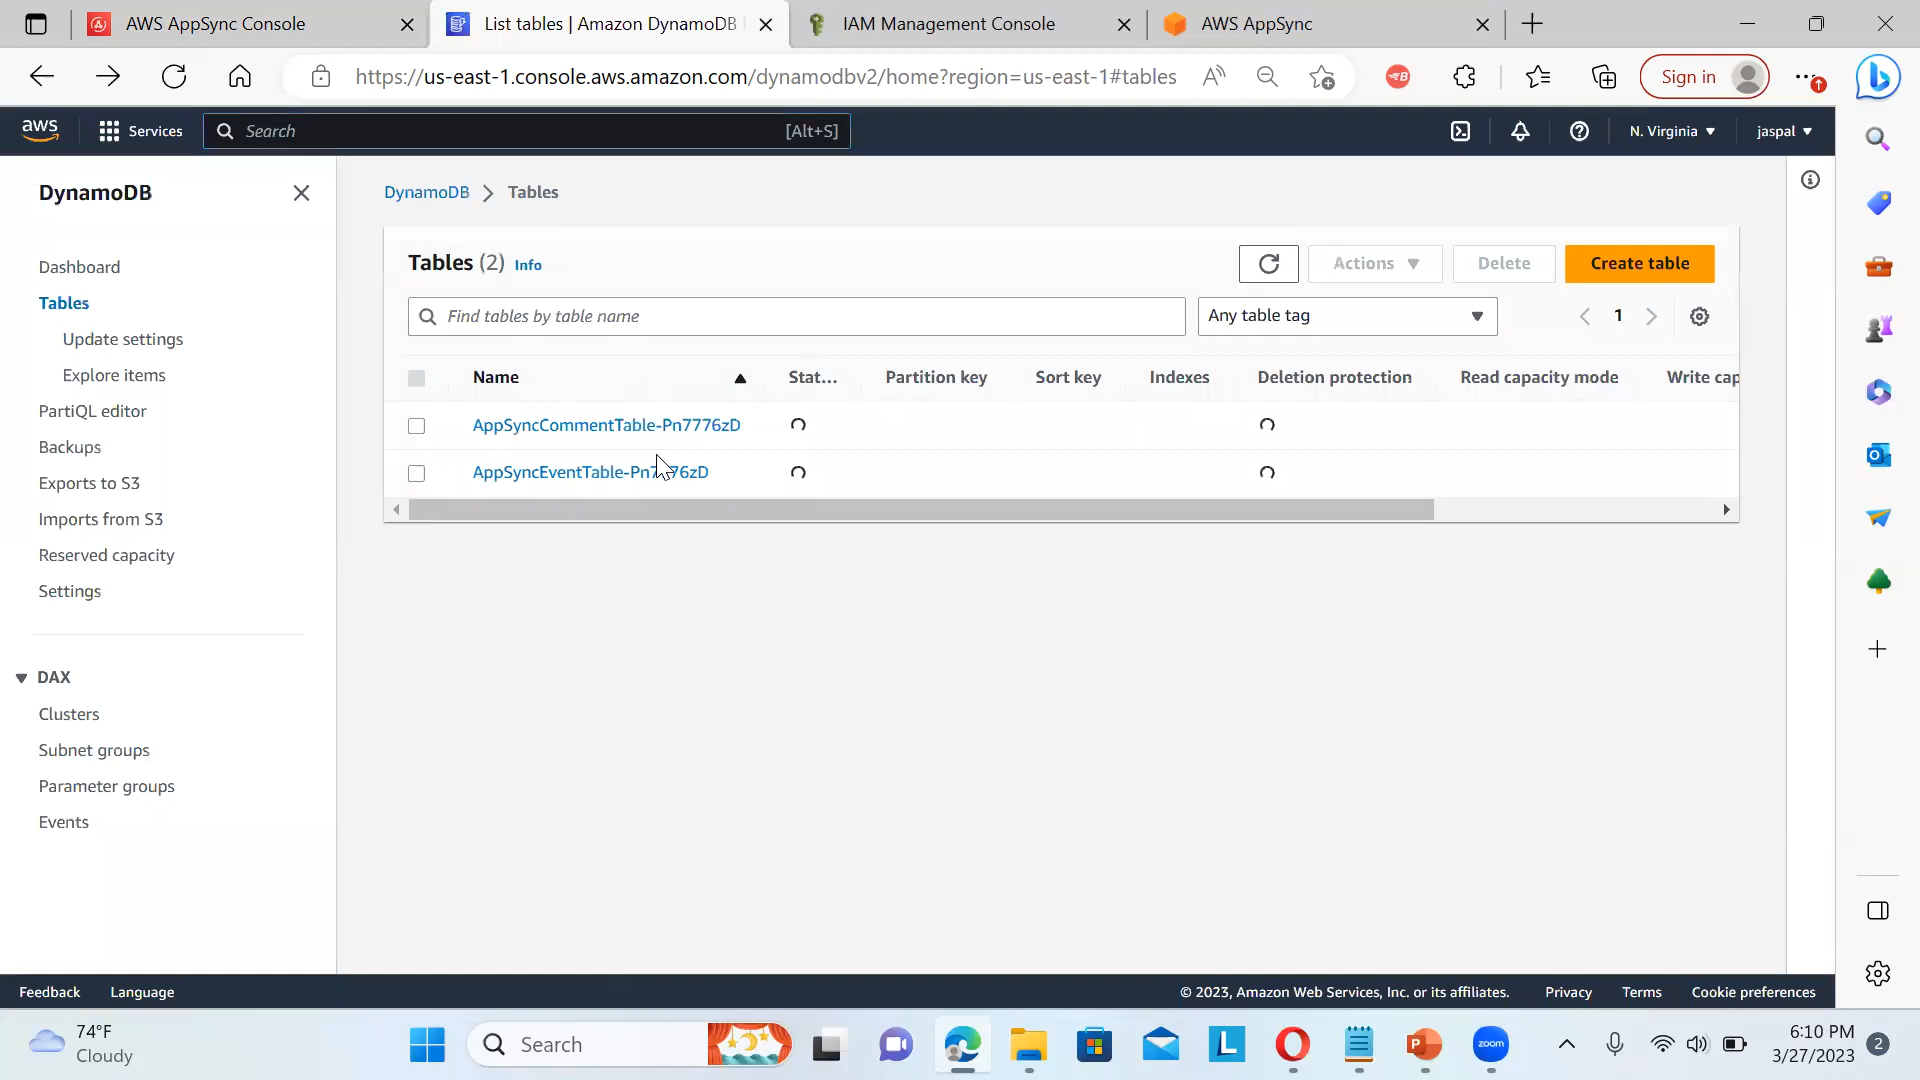 AWS AppSync Console
List tables | Amazon DynamoDB
IAM Management Console
AWS AppSync
https://us-east-1.console.aws.amazon.com/dynamodbv2/home?region=us-east-1#tables
Sign in
aws
Services
Search
[Alt+S]
N. Virginia
jaspal
DynamoDB
Dashboard
Tables
Update settings
Explore items
PartiQL editor
Backups
Exports to S3
Imports from S3
Reserved capacity
Settings
DAX
Clusters
Subnet groups
Parameter groups
Events
DynamoDB > Tables
Tables (2) Info
Actions
Delete
Create table
Find tables by table name
Any table tag
1
Name Stat... Partition key Sort key Indexes Deletion protection Read capacity mode Write cap
AppSyncCommentTable-Pn7776zD
AppSyncEventTable-Pn7776zD
Feedback Language
© 2023, Amazon Web Services, Inc. or its affiliates. Privacy Terms Cookie preferences
74°F
Cloudy
Search
zoom
6:10 PM
3/27/2023
2